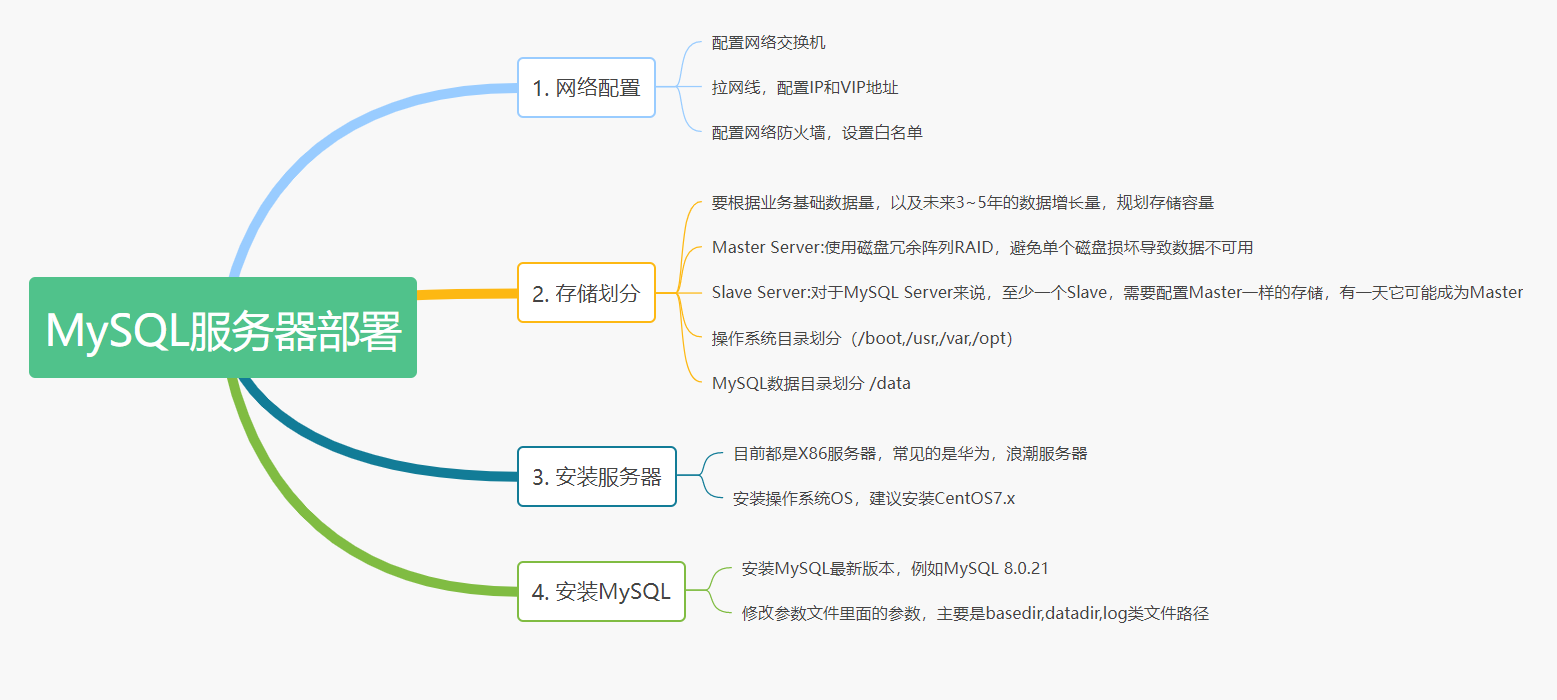 MySQL服务器部署
1. 网络配置
配置网络交换机
拉网线，配置IP和VIP地址
配置网络防火墙，设置白名单
2. 存储划分
要根据业务基础数据量，以及未来3~5年的数据增长量，规划存储容量
Master Server:使用磁盘冗余阵列RAID，避免单个磁盘损坏导致数据不可用
Slave Server:对于MySQL Server来说，至少一个Slave，需要配置Master一样的存储，有一天它可能成为Master
操作系统目录划分（/boot,/usr,/var,/opt）
MySQL数据目录划分 /data
3. 安装服务器
目前都是X86服务器，常见的是华为，浪潮服务器
安装操作系统OS，建议安装CentOS7.x
4. 安装MySQL
安装MySQL最新版本，例如MySQL 8.0.21
修改参数文件里面的参数，主要是basedir,datadir,log类文件路径